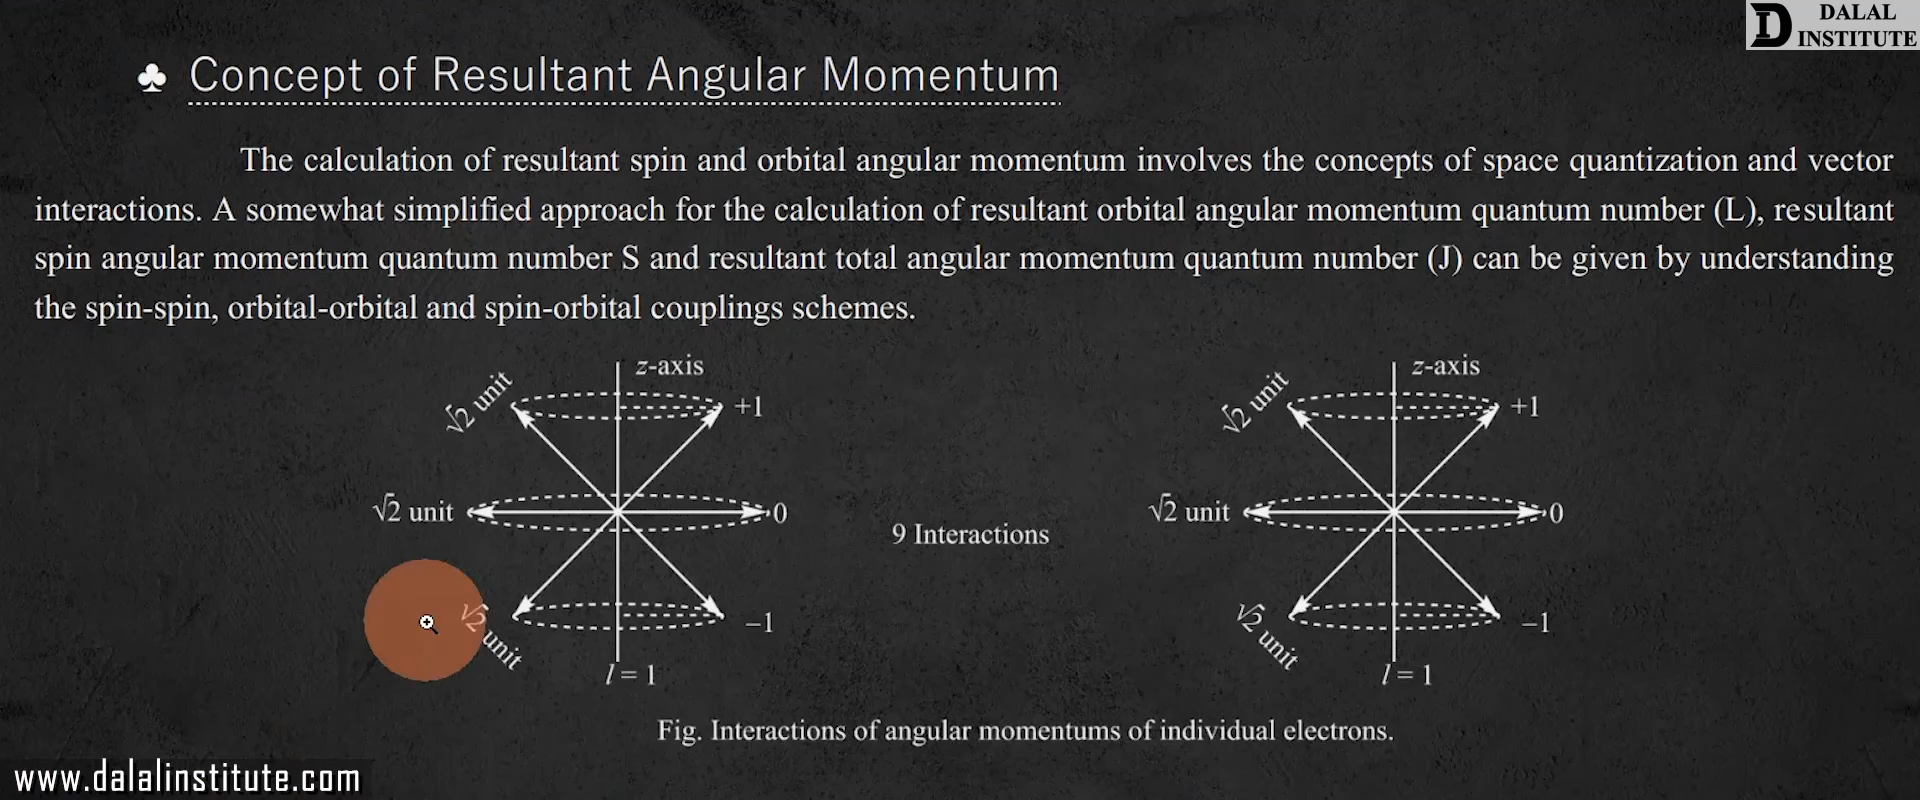 DALAL
INSTITUTE
♣ Concept of Resultant Angular Momentum
The calculation of resultant spin and orbital angular momentum involves the concepts of space quantization and vector
interactions. A somewhat simplified approach for the calculation of resultant orbital angular momentum quantum number (L), resultant
spin angular momentum quantum number S and resultant total angular momentum quantum number (J) can be given by understanding
the spin-spin, orbital-orbital and spin-orbital couplings schemes.
z-axis
√2 unit
+1
√2 unit
0
√2 unit
–1
l = 1
9 Interactions
z-axis
√2 unit
+1
√2 unit
0
√2 unit
–1
l = 1
Fig. Interactions of angular momentums of individual electrons.
www.dalalinstitute.com